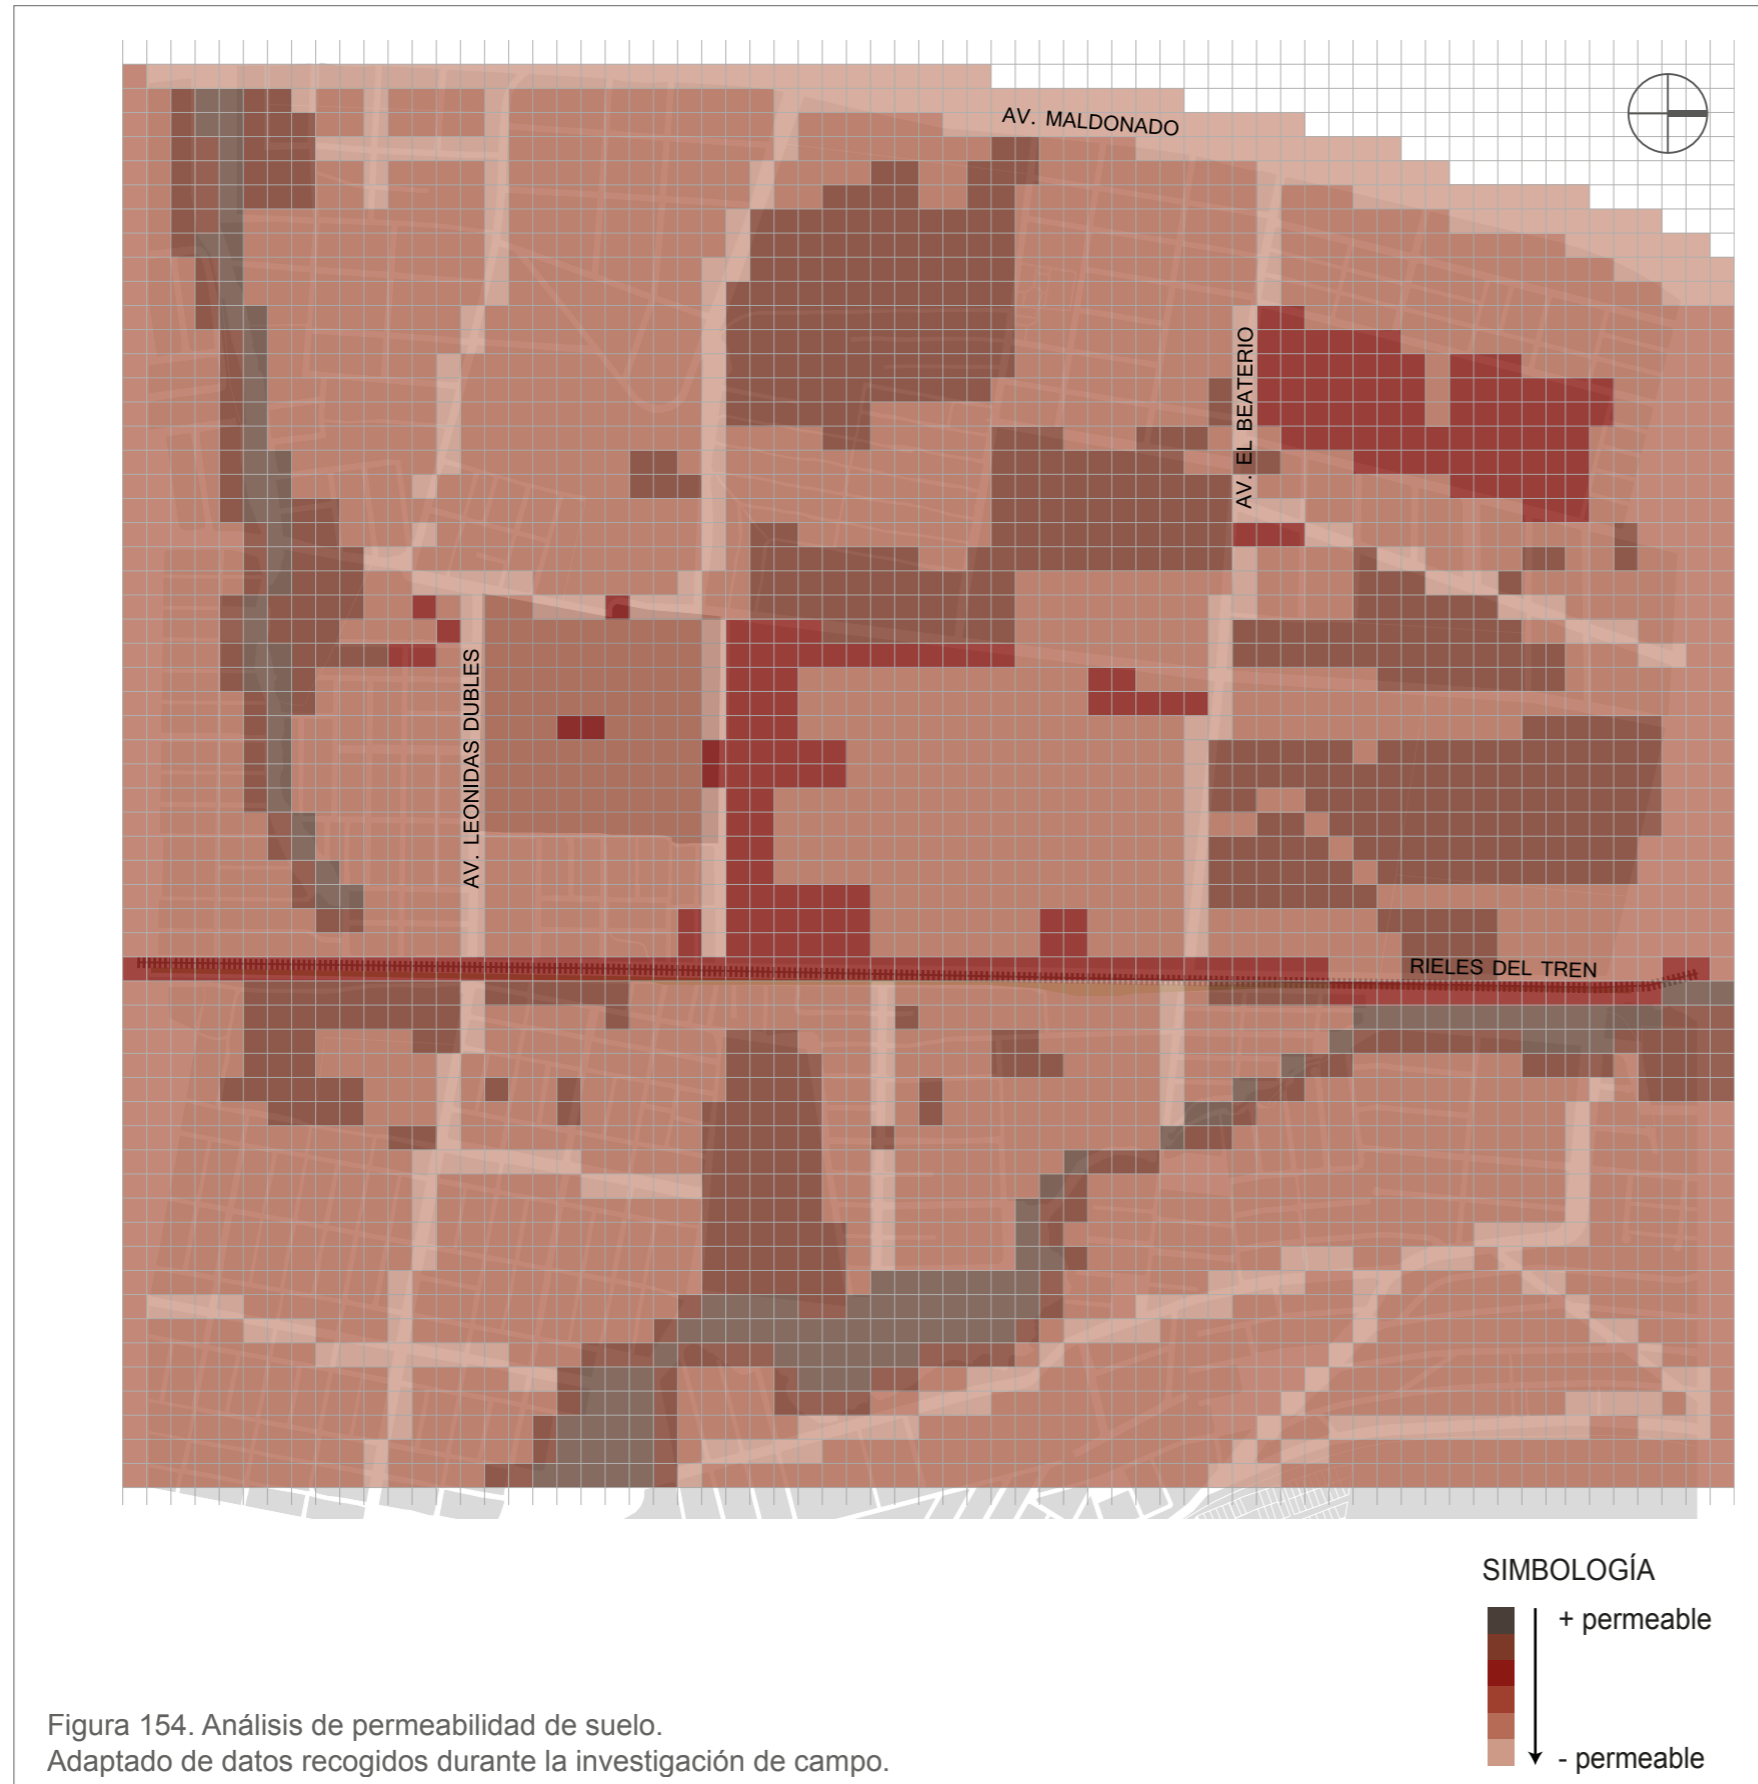 AV. MALDONADO
AV. EL BEATERIO
AV. LEONIDAS DUBLES
RIELES DEL TREN
SIMBOLOGÍA
+ permeable
- permeable
Figura 154. Análisis de permeabilidad de suelo.
Adaptado de datos recogidos durante la investigación de campo.